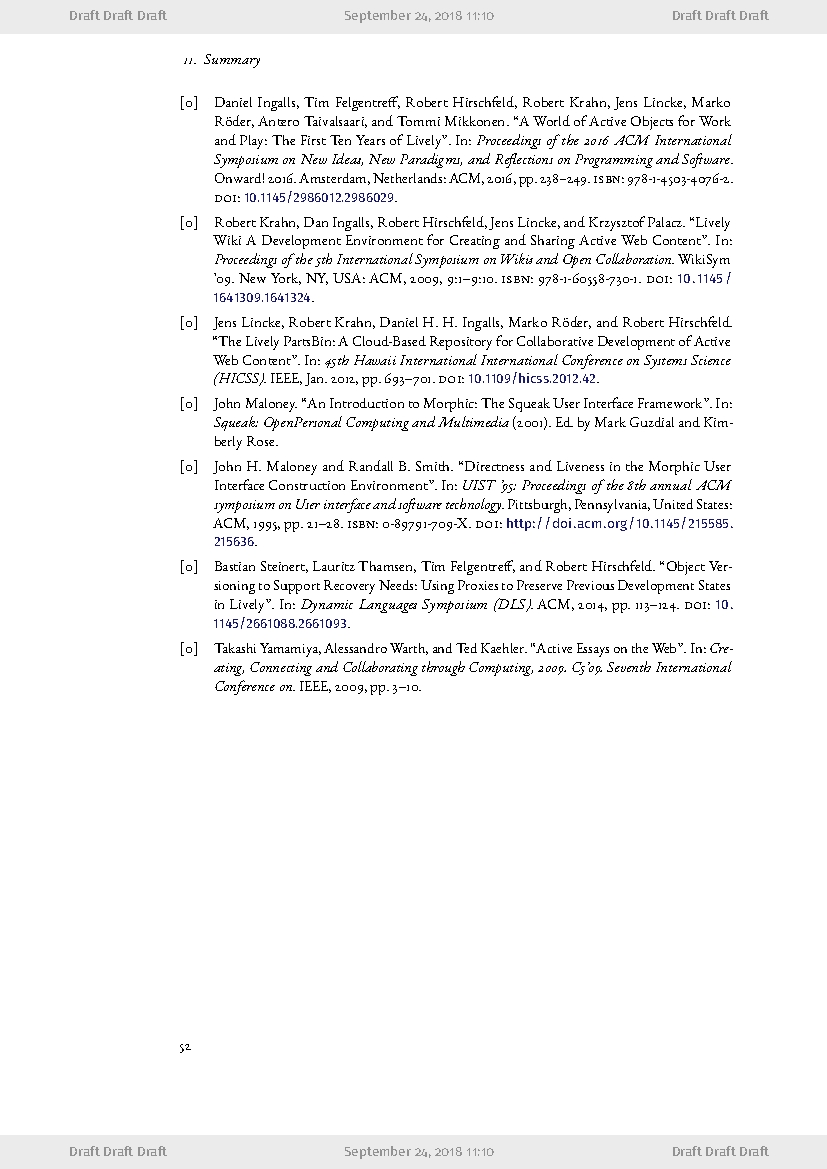 Draft Draft Draft September 24, 2018 11:10 Draft Draft Draft
11. Summary
[0] Daniel Ingalls, Tim Felgentreff, Robert Hirschfeld, Robert Krahn, Jens Lincke, Marko
Röder, Antero Taivalsaari, and Tommi Mikkonen. “A World of Active Objects for Work
and Play: The First Ten Years of Lively”. In: Proceedings of the 2016 ACM International
Symposium on New Ideas, New Paradigms, and Reflections on Programming and Software.
Onward! 2016. Amsterdam, Netherlands: ACM, 2016, pp. 238–249. ISBN: 978-1-4503-4076-2.
DOI: 10.1145/2986012.2986029.
[0] Robert Krahn, Dan Ingalls, Robert Hirschfeld, Jens Lincke, and Krzysztof Palacz. “Lively
Wiki A Development Environment for Creating and Sharing Active Web Content”. In:
Proceedings of the 5th International Symposium on Wikis and Open Collaboration. WikiSym
’09. New York, NY, USA: ACM, 2009, 9:1–9:10. ISBN: 978-1-60558-730-1. DOI: 10.1145/
1641309.1641324.
[0] Jens Lincke, Robert Krahn, Daniel H. H. Ingalls, Marko Röder, and Robert Hirschfeld.
“The Lively PartsBin: A Cloud-Based Repository for Collaborative Development of Active
Web Content”. In: 45th Hawaii International International Conference on Systems Science
(HICSS). IEEE, Jan. 2012, pp. 693–701. DOI: 10.1109/hicss.2012.42.
[0] John Maloney. “An Introduction to Morphic: The Squeak User Interface Framework”. In:
Squeak: OpenPersonal Computing and Multimedia (2001). Ed. by Mark Guzdial and Kim-
berly Rose.
[0] John H. Maloney and Randall B. Smith. “Directness and Liveness in the Morphic User
Interface Construction Environment”. In: UIST ’95: Proceedings of the 8th annual ACM
symposium on User interface and software technology. Pittsburgh, Pennsylvania, United States:
ACM, 1995, pp. 21–28. ISBN: 0-89791-709-X. DOI: http://doi.acm.org/10.1145/215585.
215636.
[0] Bastian Steinert, Lauritz Thamsen, Tim Felgentreff, and Robert Hirschfeld. “Object Ver-
sioning to Support Recovery Needs: Using Proxies to Preserve Previous Development States
in Lively”. In: Dynamic Languages Symposium (DLS). ACM, 2014, pp. 113–124. DOI: 10.
1145/2661088.2661093.
[0] Takashi Yamamiya, Alessandro Warth, and Ted Kaehler. “Active Essays on the Web”. In: Cre-
ating, Connecting and Collaborating through Computing, 2009. C5’09. Seventh International
Conference on. IEEE, 2009, pp. 3–10.
52
Draft Draft Draft September 24, 2018 11:10 Draft Draft Draft